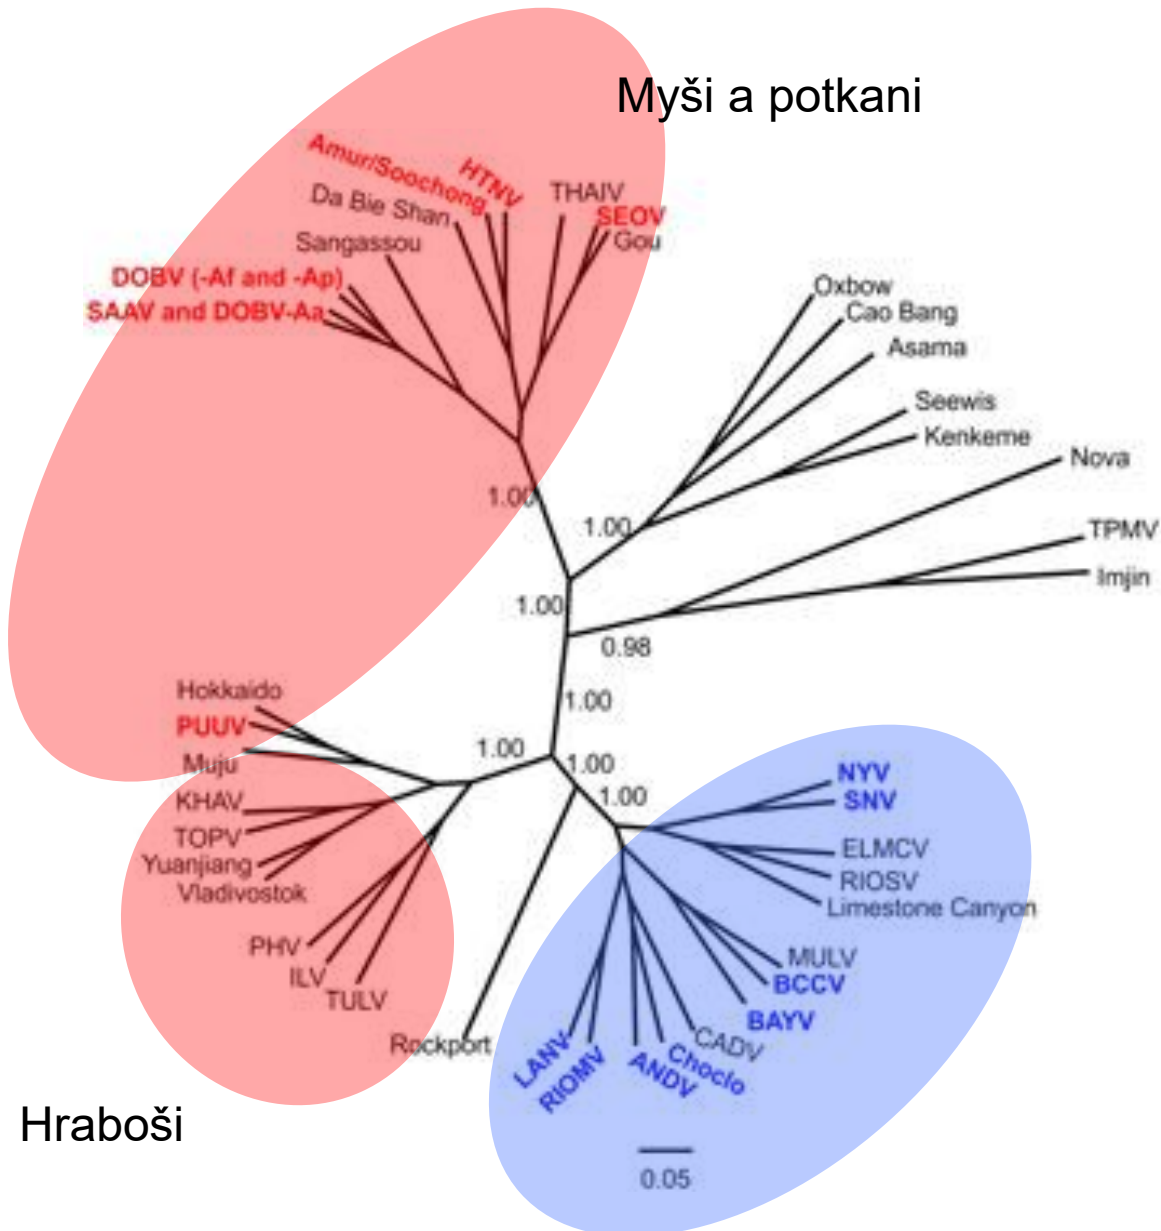 Myši a potkani
Amur/Soochong
HTNV
Da Bie Shan
THAIV
SEOV
Gou
Sangassou
DOBV (-Af and -Ap)
SAAV and DOBV-Aa
Oxbow
Cao Bang
Asama
Seewis
Kenkeme
Nova
1.00
1.00
TPMV
Imjin
1.00
0.98
Hokkaido
1.00
PUUV
1.00
Muju
1.00
NYV
KHAV
1.00
SNV
TOPV
ELMCV
Yuanjiang
RIOSV
Vladivostok
Limestone Canyon
PHV
MULV
ILV
BCCV
TULV
BAYV
Rockport
CADV
LANV
RIOMV
ANDV
Choclo
Hraboši
0.05